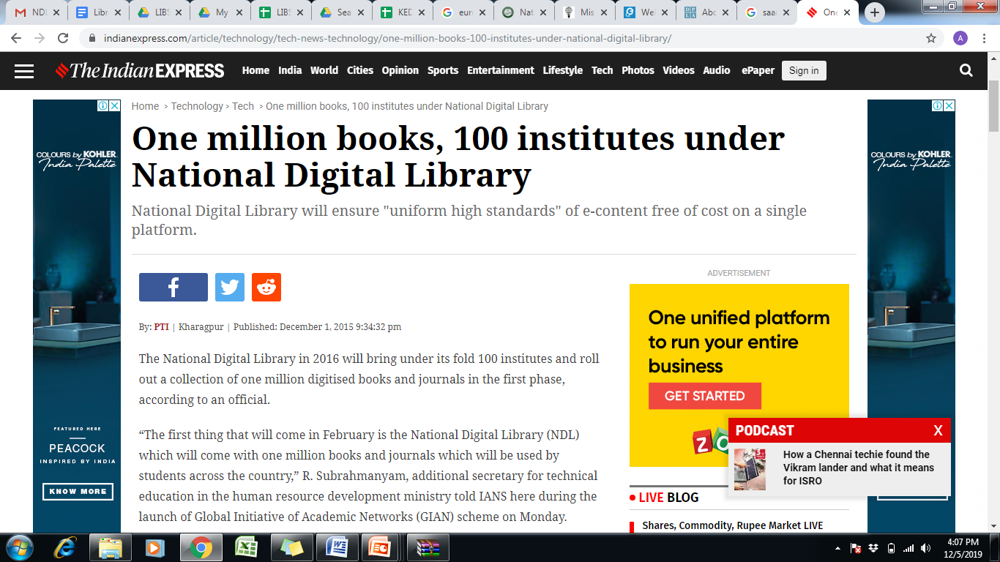 NDI
Libr
LIBS
My
LIBS
Sea
KED
eur
Nat
Mis
We
Abc
saa
One
indianexpress.com/article/technology/tech-news-technology/one-million-books-100-institutes-under-national-digital-library/
A
The Indian EXPRESS
Home India World Cities Opinion Sports Entertainment Lifestyle Tech Photos Videos Audio ePaper Sign in
Home > Technology > Tech > One million books, 100 institutes under National Digital Library
One million books, 100 institutes under
National Digital Library
National Digital Library will ensure "uniform high standards" of e-content free of cost on a single
platform.
COLOURS by KOHLER.
India Palette
FEATURED HERE
PEACOCK
INSPIRED BY INDIA
KNOW MORE
By: PTI | Kharagpur | Published: December 1, 2015 9:34:32 pm
The National Digital Library in 2016 will bring under its fold 100 institutes and roll
out a collection of one million digitised books and journals in the first phase,
according to an official.
“The first thing that will come in February is the National Digital Library (NDL)
which will come with one million books and journals which will be used by
students across the country,” R. Subrahmanyam, additional secretary for technical
education in the human resource development ministry told IANS here during the
launch of Global Initiative of Academic Networks (GIAN) scheme on Monday.
ADVERTISEMENT
One unified platform
to run your entire
business
GET STARTED
ZO
PODCAST X
How a Chennai techie found the
Vikram lander and what it means
for ISRO
LIVE BLOG
Shares, Commodity, Rupee Market LIVE
COLOURS by KOHLER.
India Palette
4:07 PM
12/5/2019